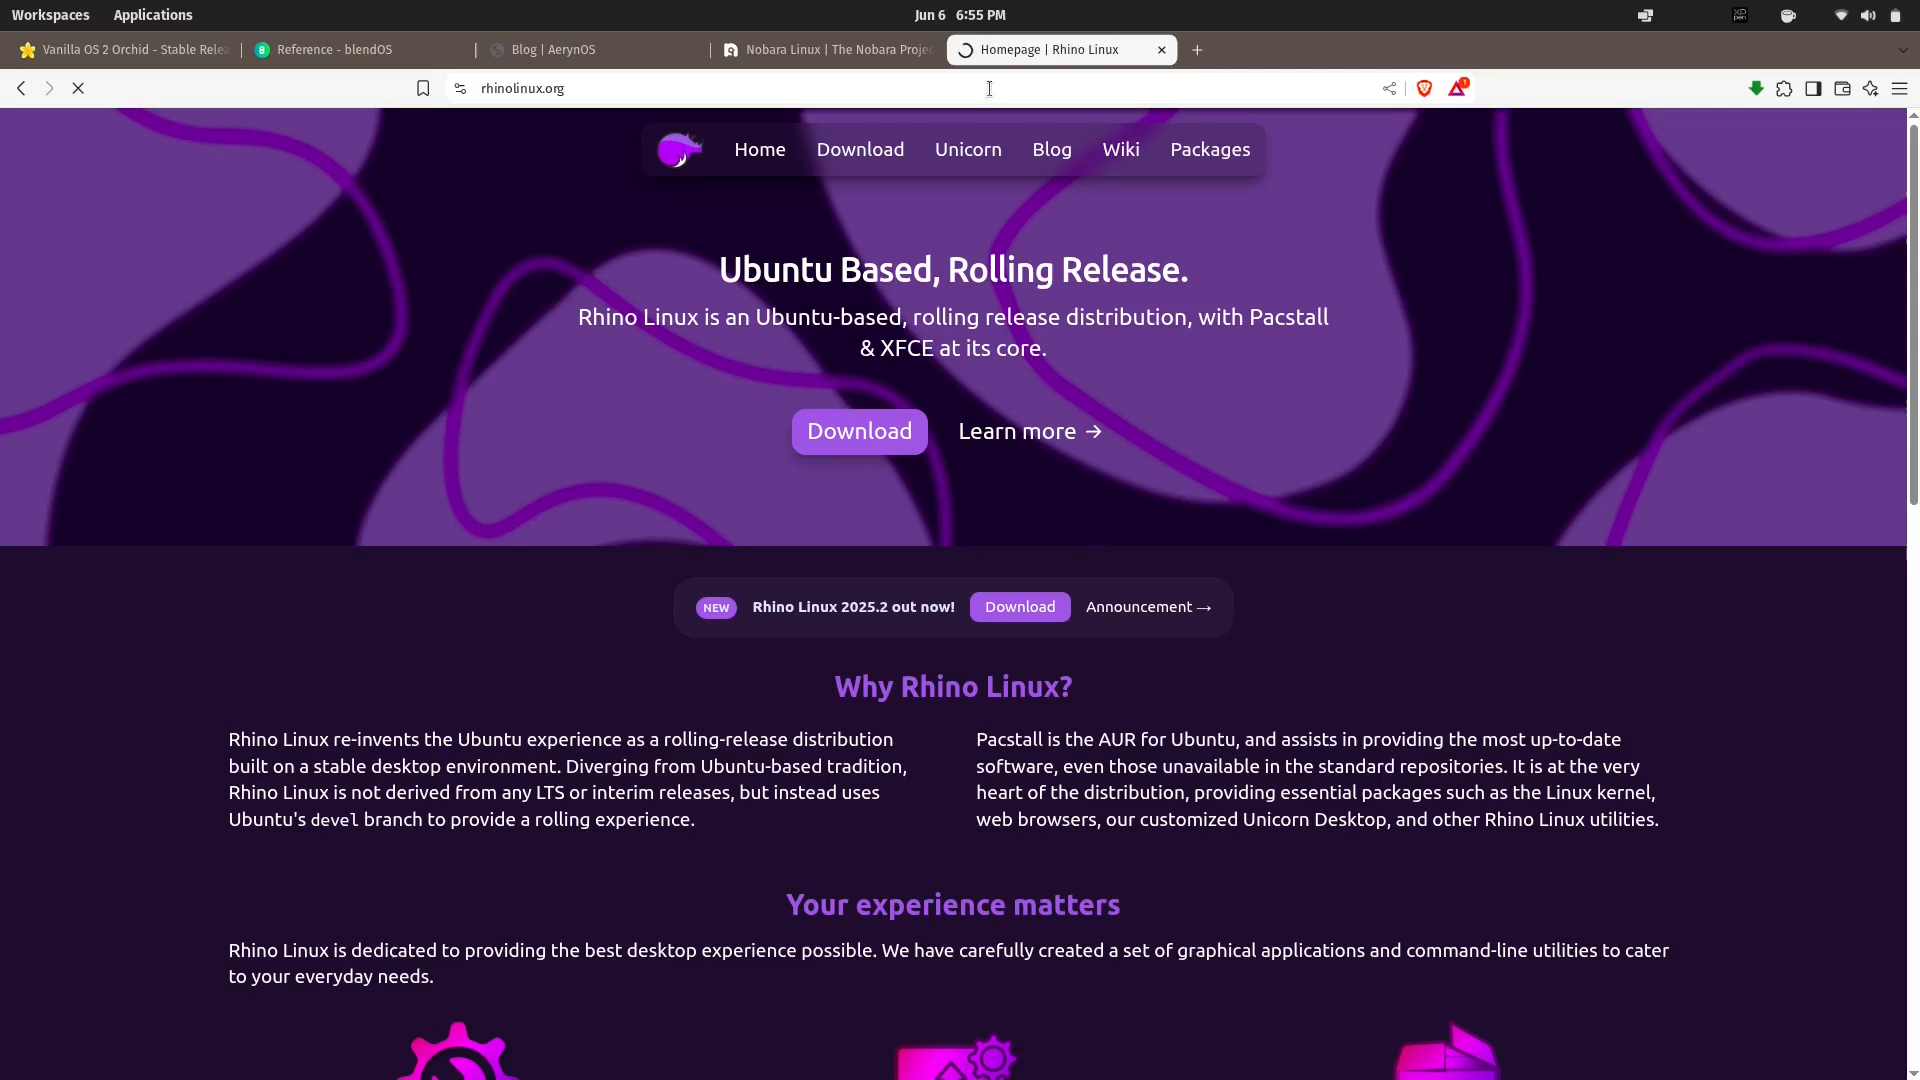 Workspaces Applications Jun 6 6:55 PM XD pen
Vanilla OS 2 Orchid - Stable Relea Reference - blendOS Blog | AerynOS Nobara Linux | The Nobara Projec Homepage | Rhino Linux
rhinolinux.org 1
Home Download Unicorn Blog Wiki Packages
Ubuntu Based, Rolling Release.
Rhino Linux is an Ubuntu-based, rolling release distribution, with Pacstall
& XFCE at its core.
Download Learn more →
NEW Rhino Linux 2025.2 out now! Download Announcement →
Why Rhino Linux?
Rhino Linux re-invents the Ubuntu experience as a rolling-release distribution
built on a stable desktop environment. Diverging from Ubuntu-based tradition,
Rhino Linux is not derived from any LTS or interim releases, but instead uses
Ubuntu's devel branch to provide a rolling experience.
Pacstall is the AUR for Ubuntu, and assists in providing the most up-to-date
software, even those unavailable in the standard repositories. It is at the very
heart of the distribution, providing essential packages such as the Linux kernel,
web browsers, our customized Unicorn Desktop, and other Rhino Linux utilities.
Your experience matters
Rhino Linux is dedicated to providing the best desktop experience possible. We have carefully created a set of graphical applications and command-line utilities to cater
to your everyday needs.